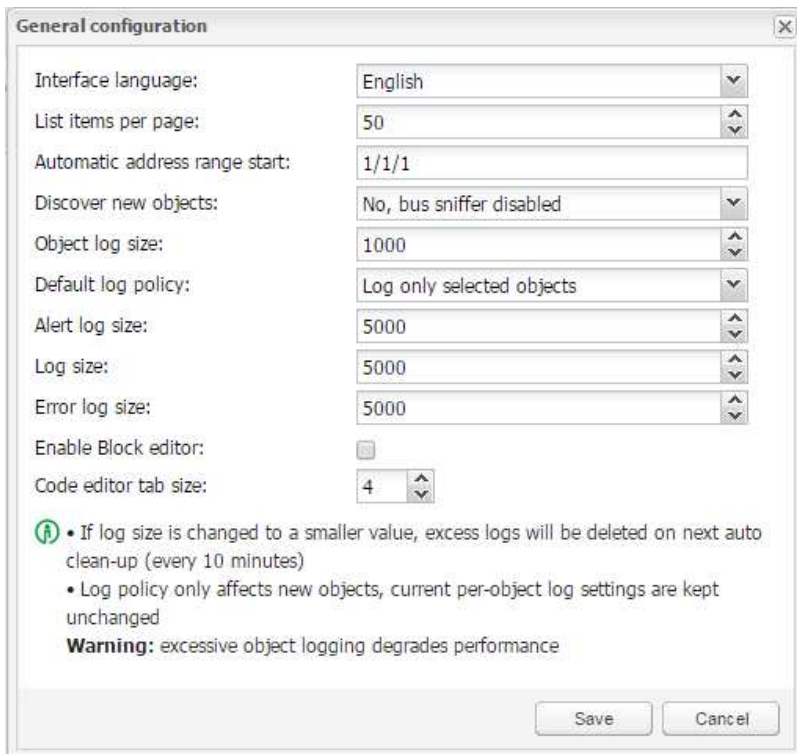 General configuration
Interface language: English
List items per page: 50
Automatic address range start: 1/1/1
Discover new objects: No, bus sniffer disabled
Object log size: 1000
Default log policy: Log only selected objects
Alert log size: 5000
Log size: 5000
Error log size: 5000
Enable Block editor:
Code editor tab size: 4
• If log size is changed to a smaller value, excess logs will be deleted on next auto
clean-up (every 10 minutes)
• Log policy only affects new objects, current per-object log settings are kept
unchanged
Warning: excessive object logging degrades performance
Save Cancel